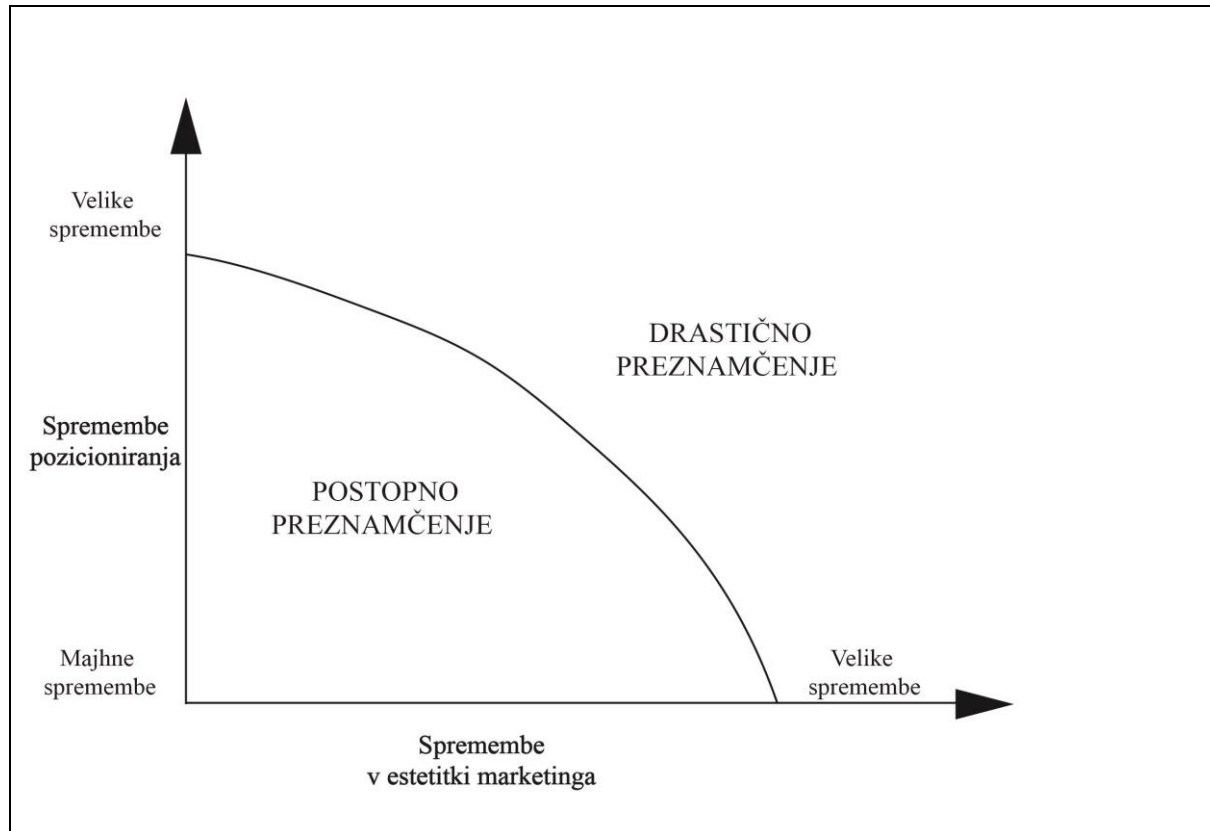 Velike
spremembe
DRASTIČNO
PREZNAMČENJE
Spremembe
pozicioniranja
POSTOPNO
PREZNAMČENJE
Majhne
spremembe
Velike
spremembe
Spremembe
v estetitki marketinga